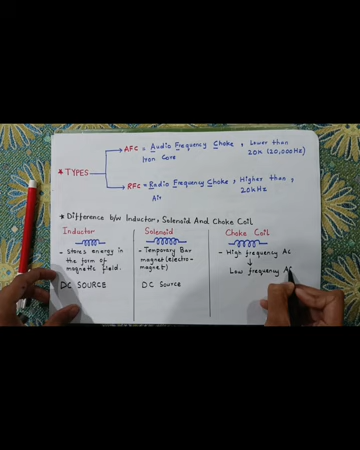 AFC = Audio Frequency Choke, Lower than
Iron Core 20K (20,000Hz)
* TYPES
RFC = Radio Frequency Choke, Higher than,
Air 20kHz
* Difference b/w Inductor, Solenoid And Choke Coil
Inductor
- Stores energy in
the form of
magnetic field.
DC SOURCE
Solenoid
- Temporary Bar
magnet (electro-
magnet)
DC Source
Choke Coil
- High frequency AC
↓
Low frequency